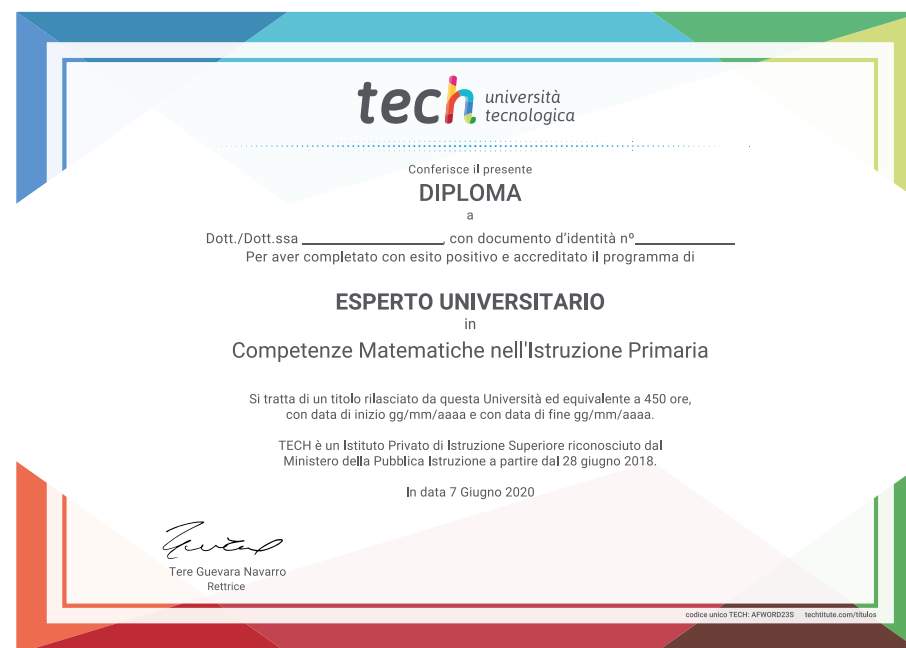 tech università
tecnologica
Conferisce il presente
DIPLOMA
a
Dott./Dott.ssa ____________________, con documento d'identità nº______________
Per aver completato con esito positivo e accreditato il programma di
ESPERTO UNIVERSITARIO
in
Competenze Matematiche nell'Istruzione Primaria
Si tratta di un titolo rilasciato da questa Università ed equivalente a 450 ore,
con data di inizio gg/mm/aaaa e con data di fine gg/mm/aaaa.
TECH è un Istituto Privato di Istruzione Superiore riconosciuto dal
Ministero della Pubblica Istruzione a partire dal 28 giugno 2018.
In data 7 Giugno 2020
Tere Guevara Navarro
Rettrice
codice unico TECH: AFWORD23S techtitute.com/titulos